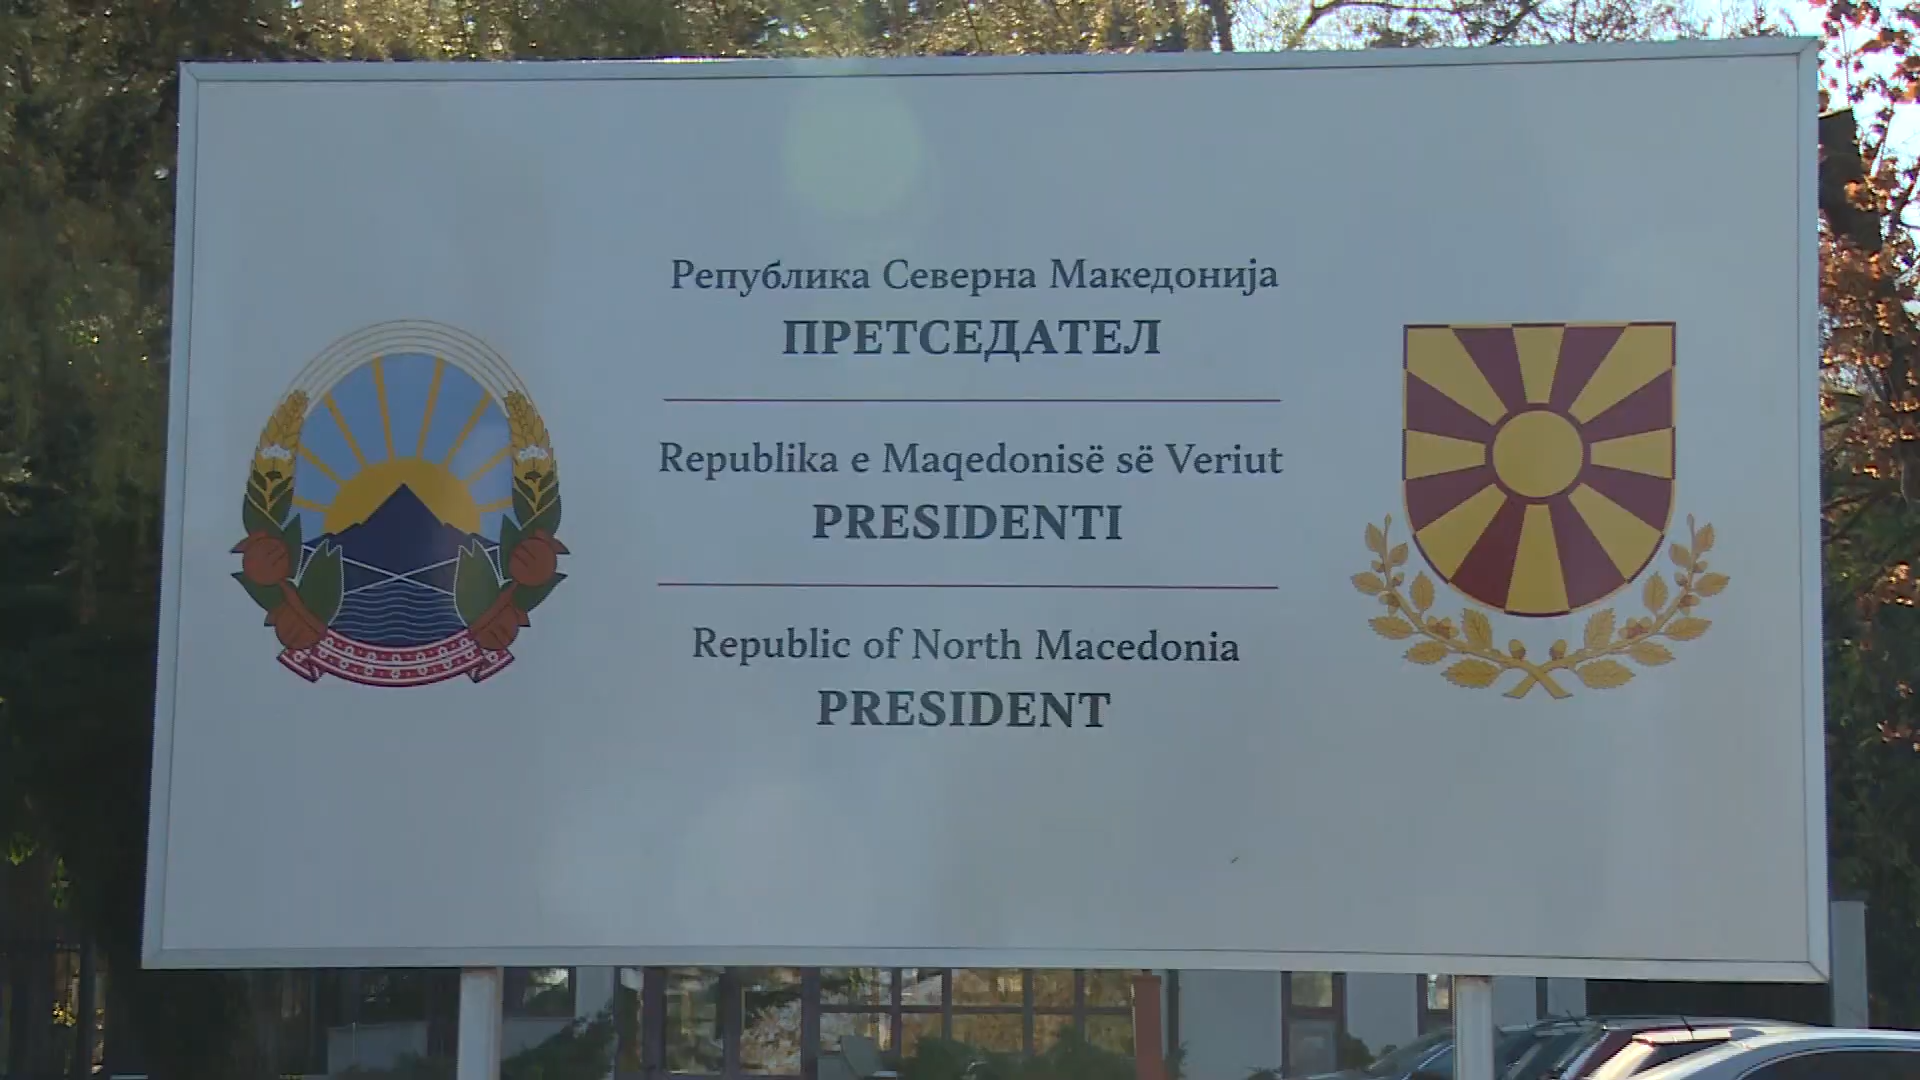 Република Северна Македонија
ПРЕТСЕДАТЕЛ
Republika e Maqedonisë së Veriut
PRESIDENTI
Republic of North Macedonia
PRESIDENT